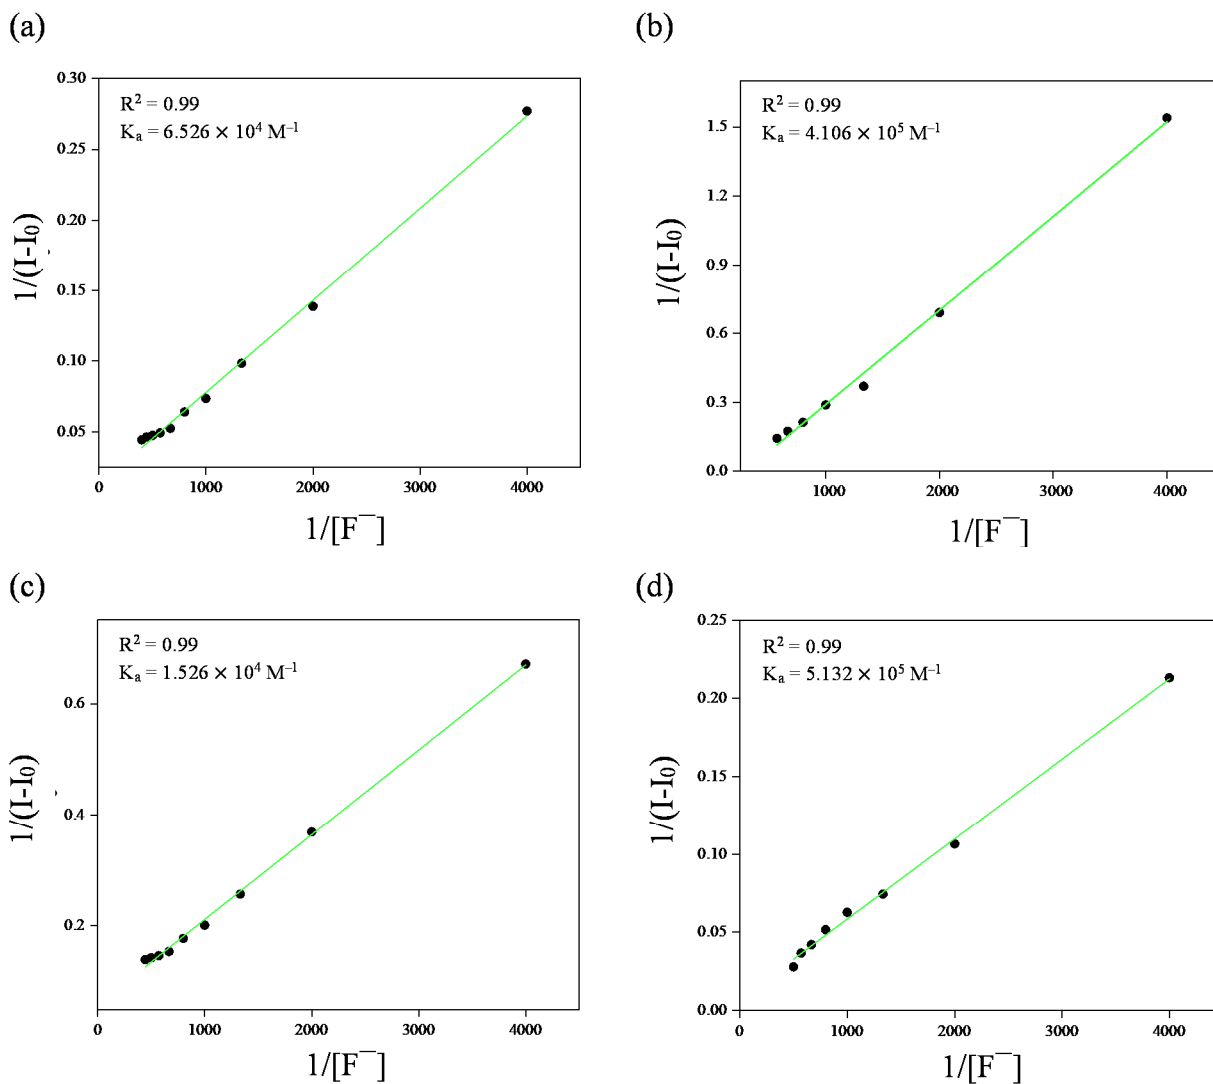 (a)
0.30
0.25
0.20
0.15
0.10
0.05
0
1000
2000
3000
4000
R² = 0.99
Kₐ = 6.526 × 10⁴ M⁻¹
1/(I-I₀)
1/[F⁻]
(b)
1.5
1.2
0.9
0.6
0.3
0.0
1000
2000
3000
4000
R² = 0.99
Kₐ = 4.106 × 10⁵ M⁻¹
1/(I-I₀)
1/[F⁻]
(c)
0.6
0.4
0.2
0
1000
2000
3000
4000
R² = 0.99
Kₐ = 1.526 × 10⁴ M⁻¹
1/(I-I₀)
1/[F⁻]
(d)
0.25
0.20
0.15
0.10
0.05
0.00
0
1000
2000
3000
4000
R² = 0.99
Kₐ = 5.132 × 10⁵ M⁻¹
1/(I-I₀)
1/[F⁻]